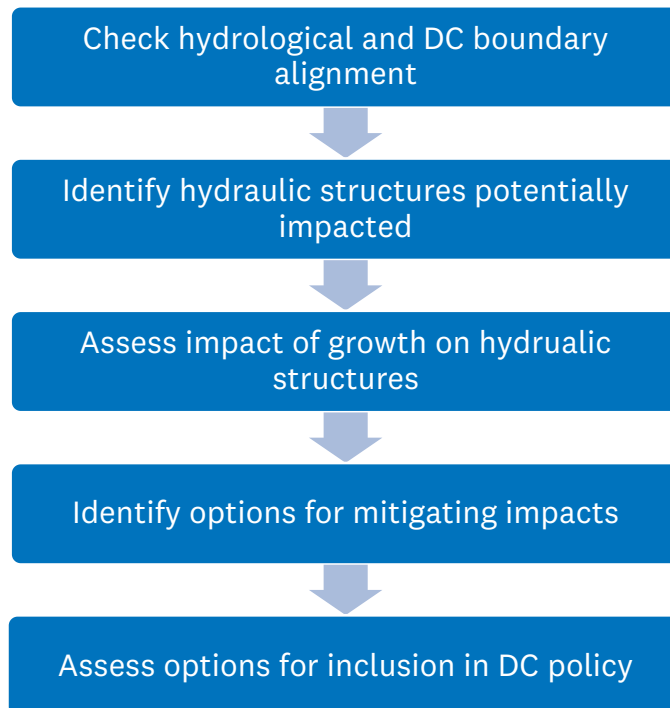 Check hydrological and DC boundary
alignment
Identify hydraulic structures potentially
impacted
Assess impact of growth on hydrualic
structures
Identify options for mitigating impacts
Assess options for inclusion in DC policy